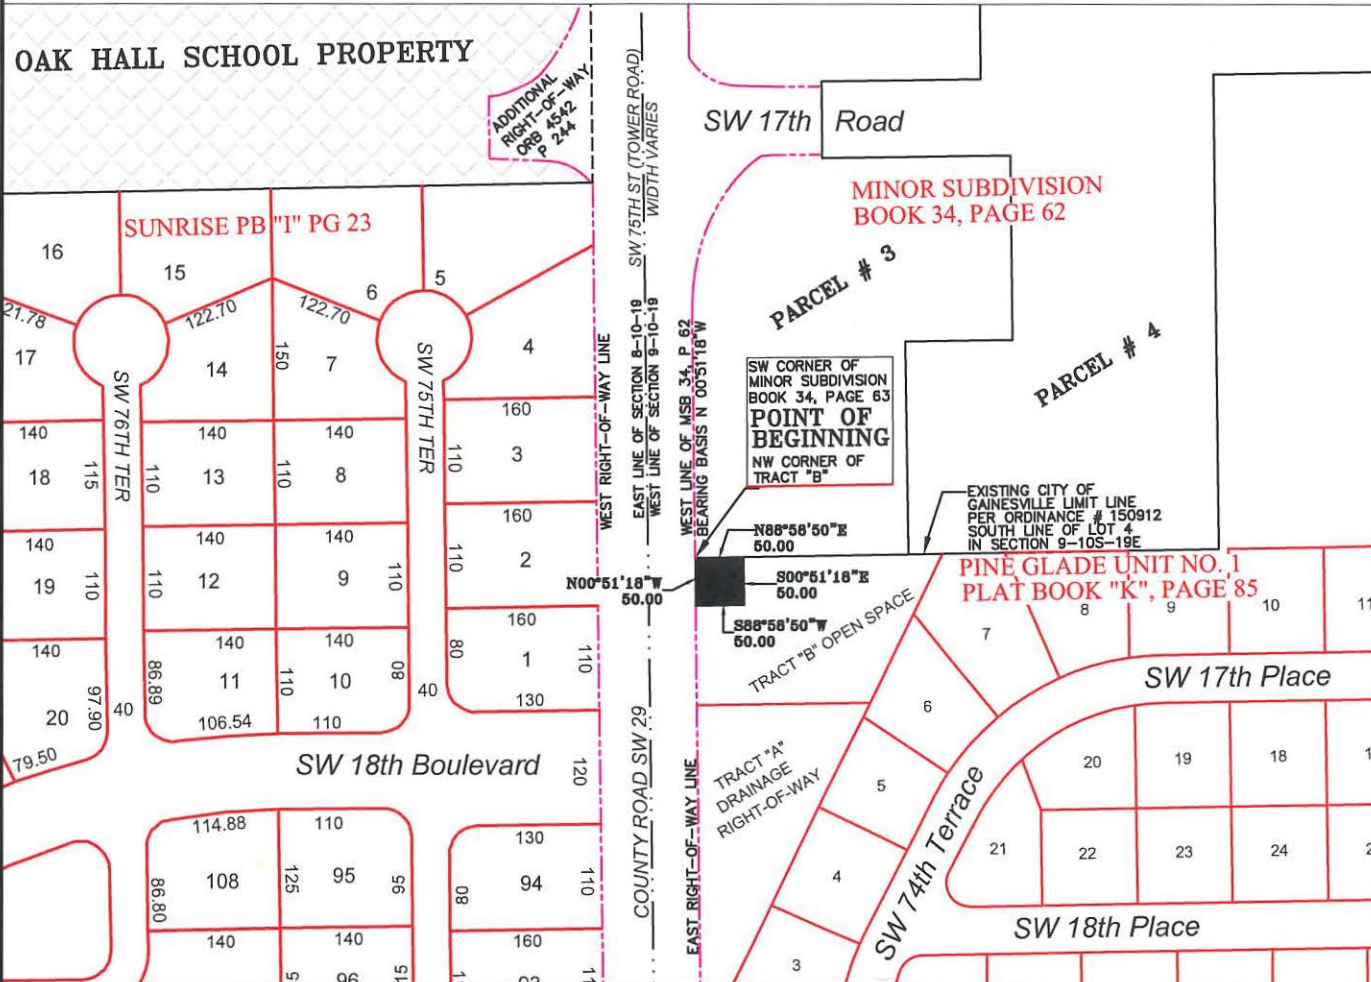 OAK HALL SCHOOL PROPERTY
ADDITIONAL
RIGHT-OF-WAY
ORB 4542
P 244
SW 75TH ST (TOWER ROAD)
WIDTH VARIES
SW 17th Road
MINOR SUBDIVISION
BOOK 34, PAGE 62
PARCEL # 3
PARCEL # 4
SUNRISE PB "I" PG 23
16
15
6
5
21.78
122.70
122.70
17
14
150
7
4
SW 76TH TER
SW 75TH TER
WEST RIGHT-OF-WAY LINE
EAST LINE OF SECTION 8-10-19
WEST LINE OF SECTION 9-10-19
WEST LINE OF MSB 34, P 62
BEARING BASIS N 00°51'18"W
SW CORNER OF
MINOR SUBDIVISION
BOOK 34, PAGE 63
POINT OF
BEGINNING
NW CORNER OF
TRACT "B"
160
140
140
140
18
115
110
13
110
8
110
3
160
EXISTING CITY OF
GAINESVILLE LIMIT LINE
PER ORDINANCE # 150912
SOUTH LINE OF LOT 4
IN SECTION 9-10S-19E
N88°58'50"E
50.00
N00°51'18"W
50.00
S00°51'18"E
50.00
S88°58'50"W
50.00
140
140
140
19
110
110
12
9
110
110
2
160
PINE GLADE UNIT NO. 1
PLAT BOOK "K", PAGE 85
TRACT "B" OPEN SPACE
7
8
9
10
11
140
140
140
20
97.90
40
86.89
11
110
10
80
40
80
1
110
106.54
110
130
79.50
SW 18th Boulevard
120
COUNTY ROAD SW 29
EAST RIGHT-OF-WAY LINE
TRACT "A"
DRAINAGE
RIGHT-OF-WAY
6
5
4
3
SW 17th Place
SW 74th Terrace
20
19
18
21
22
23
24
SW 18th Place
114.88
110
130
86.80
108
125
95
95
80
94
110
140
140
160
96